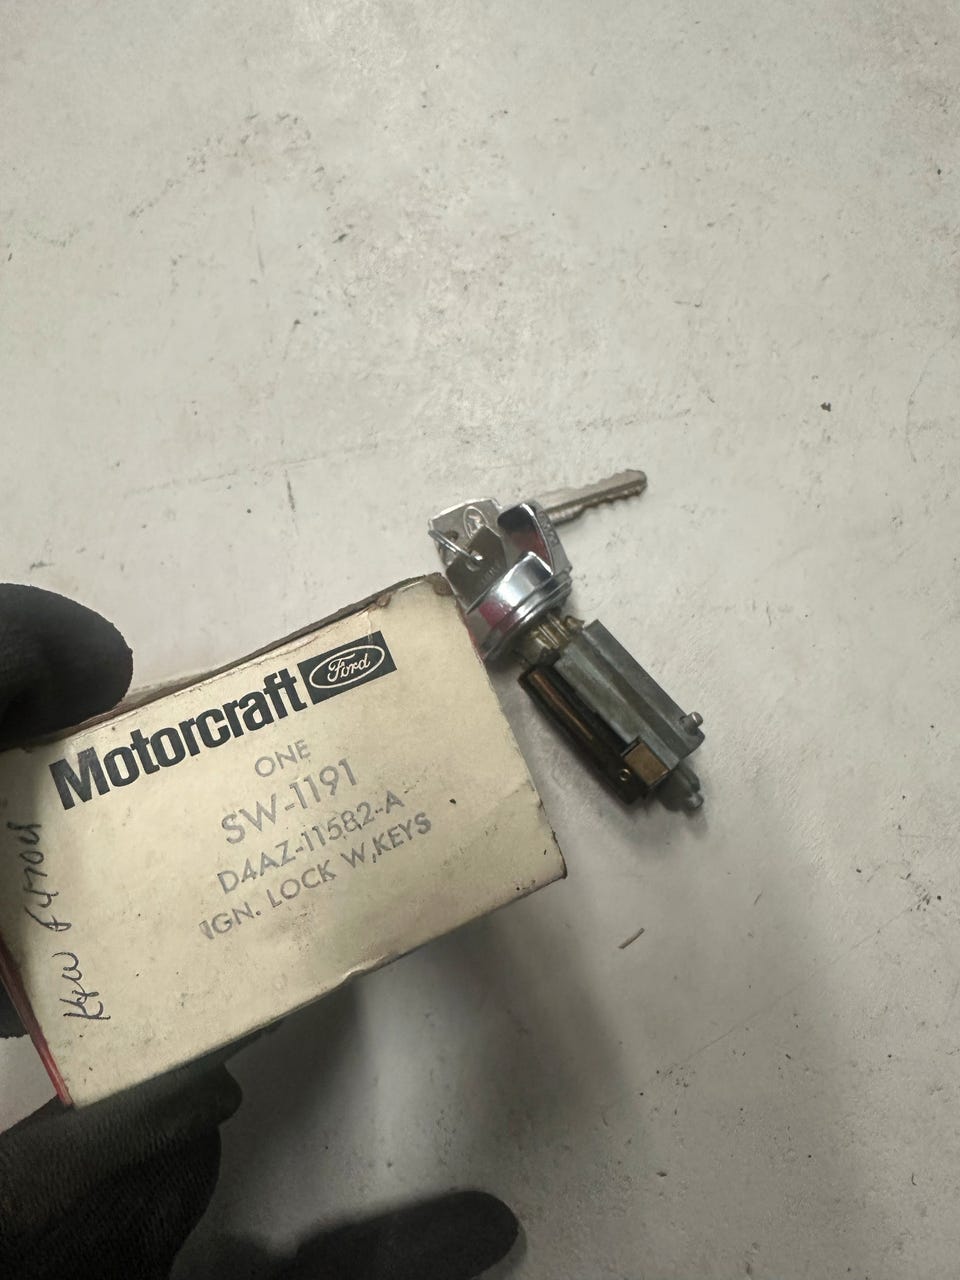 Motorcraft Ford
ONE
SW-1191
D4AZ-11582-A
IGN. LOCK W,KEYS